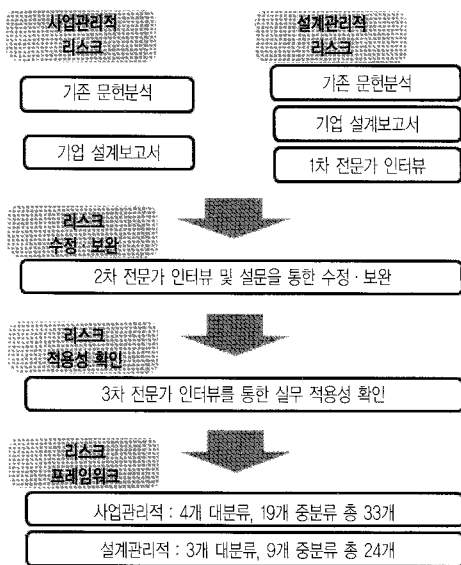 사업관리적
리스크
기존 문헌분석
기업 설계보고서
설계관리적
리스크
기존 문헌분석
기업 설계보고서
1차 전문가 인터뷰
리스크
수정 보완
2차 전문가 인터뷰 및 설문을 통한 수정·보완
리스크
적용성 확인
3차 전문가 인터뷰를 통한 실무 적용성 확인
리스크
프레임워크
사업관리적 : 4개 대분류, 19개 중분류 총 33개
설계관리적 : 3개 대분류, 9개 중분류 총 24개